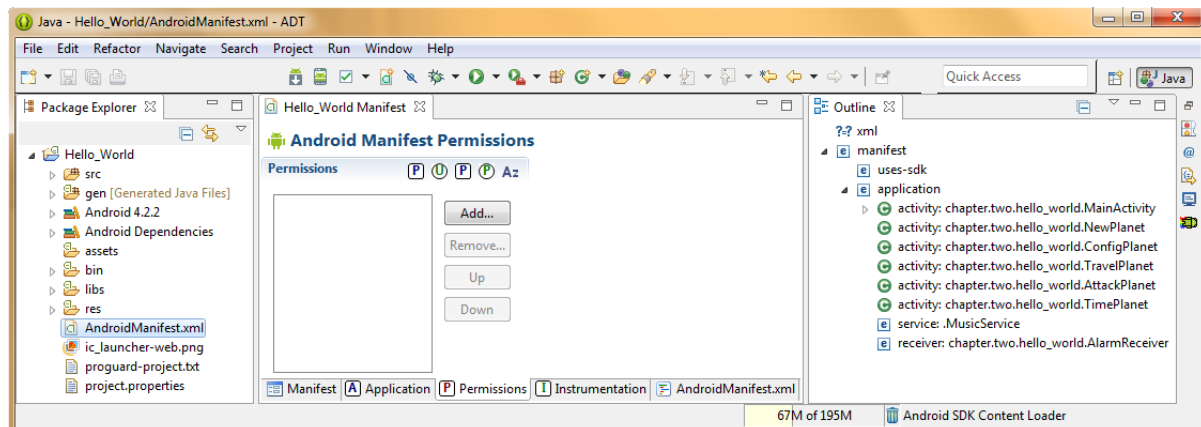 Java - Hello_World/AndroidManifest.xml - ADT
File Edit Refactor Navigate Search Project Run Window Help
Quick Access
Java
Package Explorer
Hello_World
src
gen [Generated Java Files]
Android 4.2.2
Android Dependencies
assets
bin
libs
res
AndroidManifest.xml
ic_launcher-web.png
proguard-project.txt
project.properties
Hello_World Manifest
Android Manifest Permissions
Permissions
P U P P Az
Add...
Remove...
Up
Down
Manifest A Application P Permissions I Instrumentation AndroidManifest.xml
Outline
?=? xml
e manifest
e uses-sdk
e application
C activity: chapter.two.hello_world.MainActivity
C activity: chapter.two.hello_world.NewPlanet
C activity: chapter.two.hello_world.ConfigPlanet
C activity: chapter.two.hello_world.TravelPlanet
C activity: chapter.two.hello_world.AttackPlanet
C activity: chapter.two.hello_world.TimePlanet
e service: .MusicService
e receiver: chapter.two.hello_world.AlarmReceiver
@
67M of 195M
Android SDK Content Loader